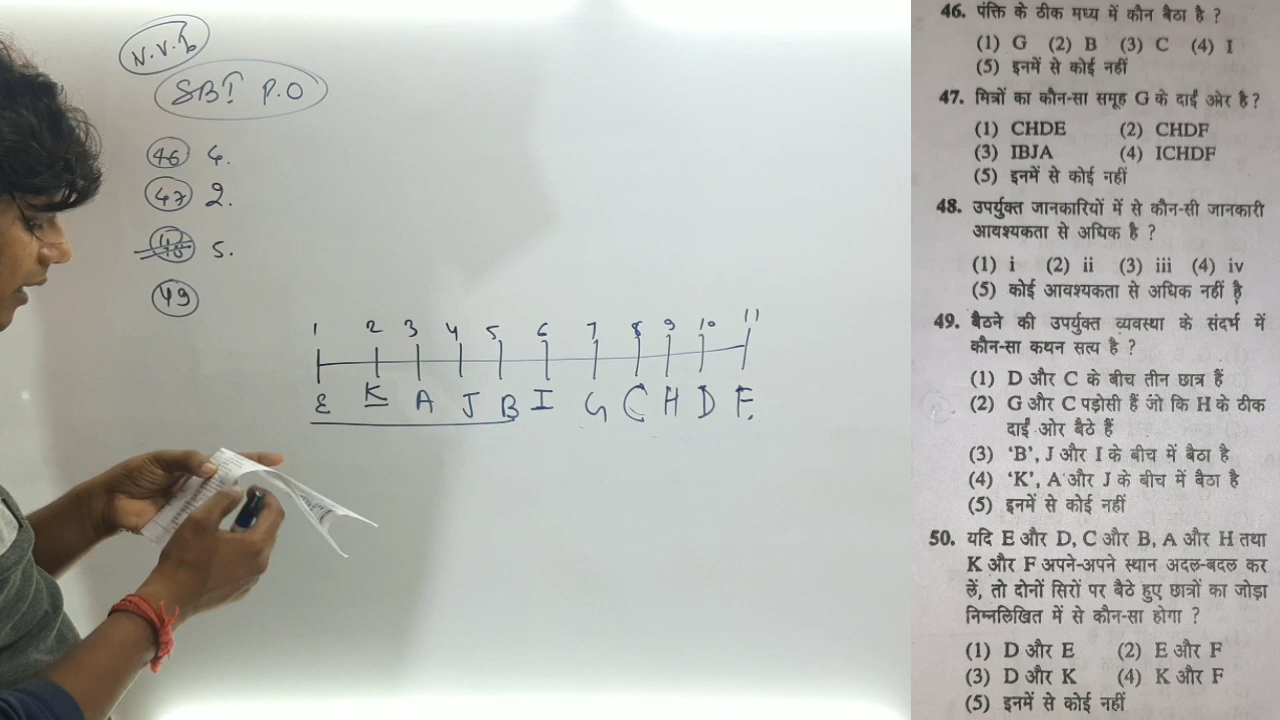 N.V.I
SBI P.O
46 4.
47 2.
48 5.
49
1 2 3 4 5 6 7 8 9 10 11
E K A J B I G C H D F.
46. पंक्ति के ठीक मध्य में कौन बैठा है ?
(1) G (2) B (3) C (4) I
(5) इनमें से कोई नहीं
47. मित्रों का कौन-सा समूह G के दाईं ओर है ?
(1) CHDE (2) CHDF
(3) IBJA (4) ICHDF
(5) इनमें से कोई नहीं
48. उपर्युक्त जानकारियों में से कौन-सी जानकारी
आवश्यकता से अधिक है ?
(1) i (2) ii (3) iii (4) iv
(5) कोई आवश्यकता से अधिक नहीं है
49. बैठने की उपर्युक्त व्यवस्था के संदर्भ में
कौन-सा कथन सत्य है ?
(1) D और C के बीच तीन छात्र हैं
(2) G और C पड़ोसी हैं जो कि H के ठीक
दाईं ओर बैठे हैं
(3) ‘B’, J और I के बीच में बैठा है
(4) ‘K’, A और J के बीच में बैठा है
(5) इनमें से कोई नहीं
50. यदि E और D, C और B, A और H तथा
K और F अपने-अपने स्थान अदल-बदल कर
लें, तो दोनों सिरों पर बैठे हुए छात्रों का जोड़ा
निम्नलिखित में से कौन-सा होगा ?
(1) D और E (2) E और F
(3) D और K (4) K और F
(5) इनमें से कोई नहीं